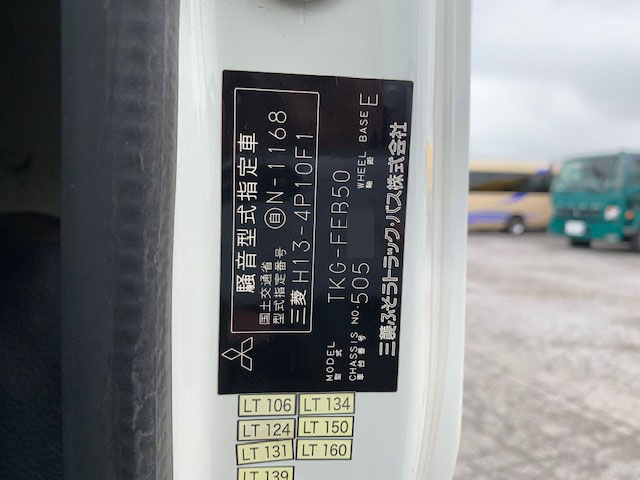 騒音型式指定車
国土交通省
型式指定番号
自N-1168
三菱 H13-4P10F1
MODEL
型式
TKG-FEB50
CHASSIS NO.
車台番号
505
WHEEL BASE
軸距
E
三菱ふそうトラック・バス株式会社
LT 106
LT 134
LT 124
LT 150
LT 131
LT 160
LT 139